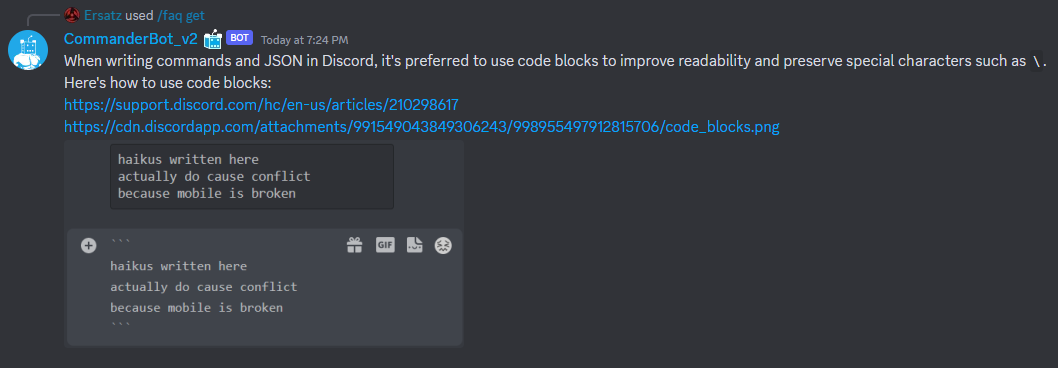 Ersatz used /faq get
CommanderBot_v2 BOT Today at 7:24 PM
When writing commands and JSON in Discord, it's preferred to use code blocks to improve readability and preserve special characters such as \.
Here's how to use code blocks:
https://support.discord.com/hc/en-us/articles/210298617
https://cdn.discordapp.com/attachments/991549043849306243/998955497912815706/code_blocks.png
haikus written here
actually do cause conflict
because mobile is broken
```
GIF
haikus written here
actually do cause conflict
because mobile is broken
```